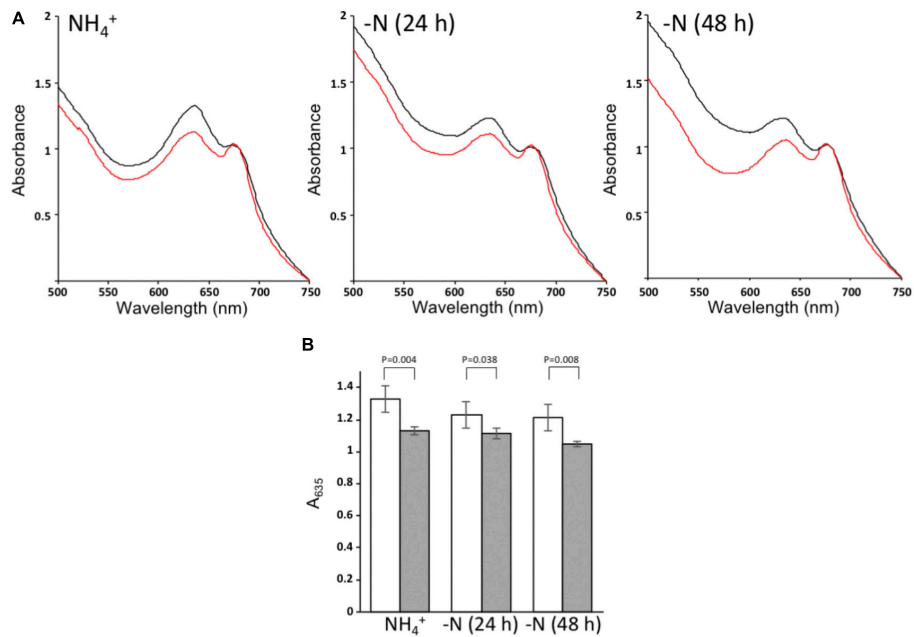 A
NH₄⁺
-N (24 h)
-N (48 h)
2
1.5
1
0.5
Absorbance
500
550
600
650
700
750
Wavelength (nm)
2
1.5
1
0.5
Absorbance
500
550
600
650
700
750
Wavelength (nm)
2
1.5
1
0.5
Absorbance
500
550
600
650
700
750
Wavelength (nm)
B
P=0.004
P=0.038
P=0.008
1.4
1.2
1
0.8
0.6
0.4
0.2
0
A₆₃₅
NH₄⁺
-N (24 h)
-N (48 h)